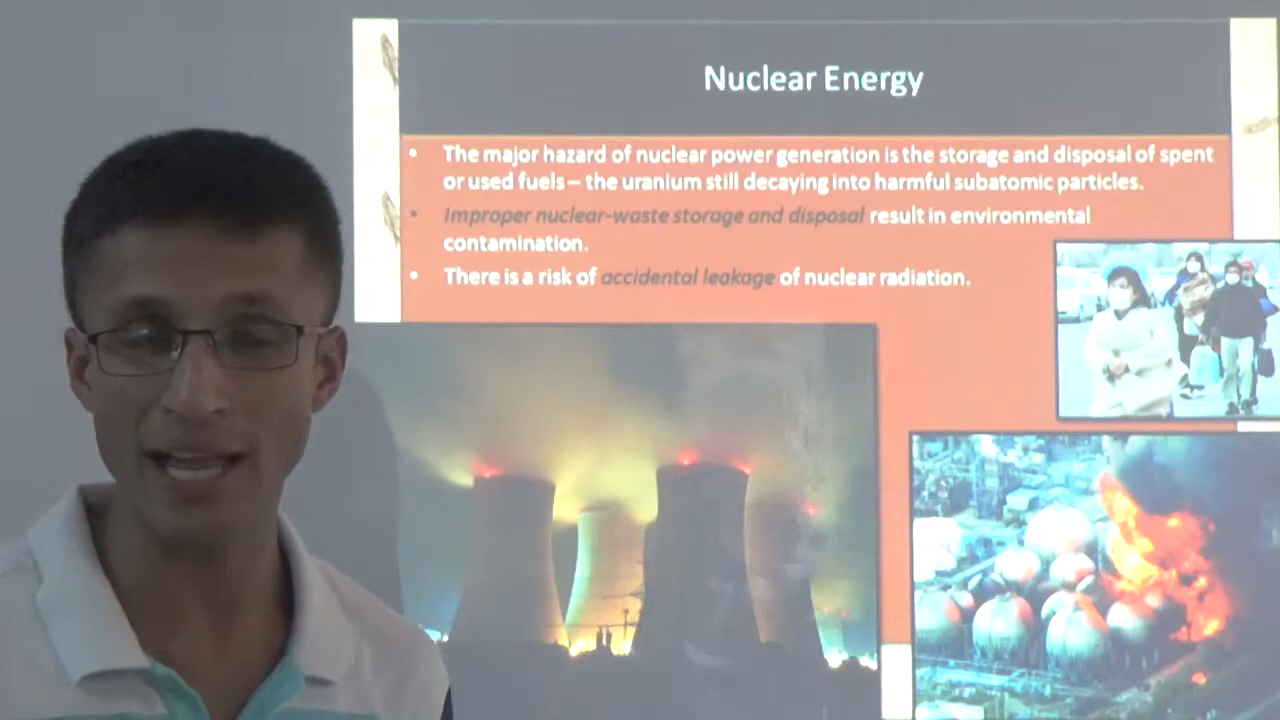 Nuclear Energy
• The major hazard of nuclear power generation is the storage and disposal of spent
or used fuels – the uranium still decaying into harmful subatomic particles.
• Improper nuclear-waste storage and disposal result in environmental
contamination.
• There is a risk of accidental leakage of nuclear radiation.